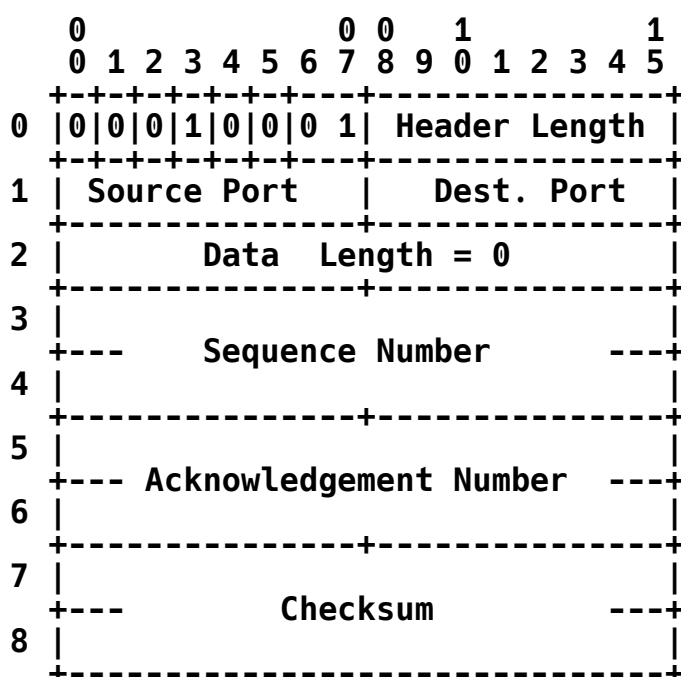 0             0 0   1         1
     0 1 2 3 4 5 6 7 8 9 0 1 2 3 4 5
    +-+-+-+-+-+-+---+---------------+
0   |0|0|0|1|0|0|0 1| Header Length |
    +-+-+-+-+-+-+---+---------------+
1   | Source Port   |   Dest. Port  |
    +---------------+---------------+
2   |       Data  Length = 0        |
    +---------------+---------------+
3   |                               |
    +---    Sequence Number      ---+
4   |                               |
    +---------------+---------------+
5   |                               |
    +--- Acknowledgement Number  ---+
6   |                               |
    +---------------+---------------+
7   |                               |
    +---        Checksum         ---+
8   |                               |
    +-------------------------------+